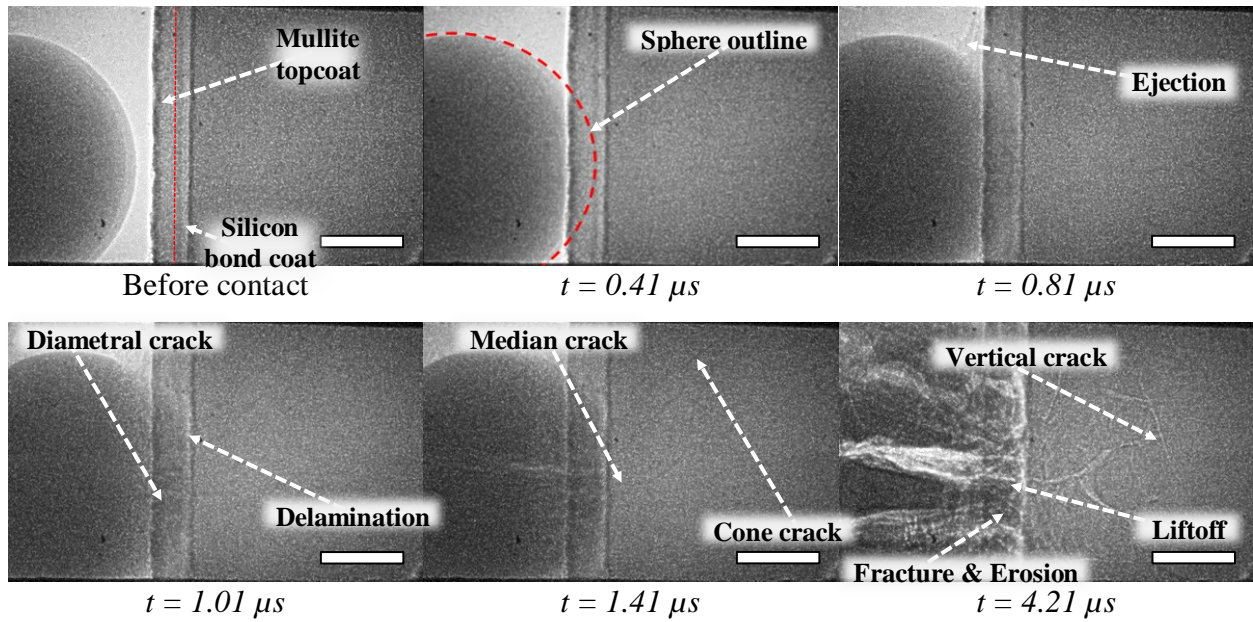 Mullite
topcoat
Silicon
bond coat
Before contact
Sphere outline
t = 0.41 µs
Ejection
t = 0.81 µs
Diametral crack
Delamination
t = 1.01 µs
Median crack
Cone crack
t = 1.41 µs
Vertical crack
Liftoff
Fracture & Erosion
t = 4.21 µs